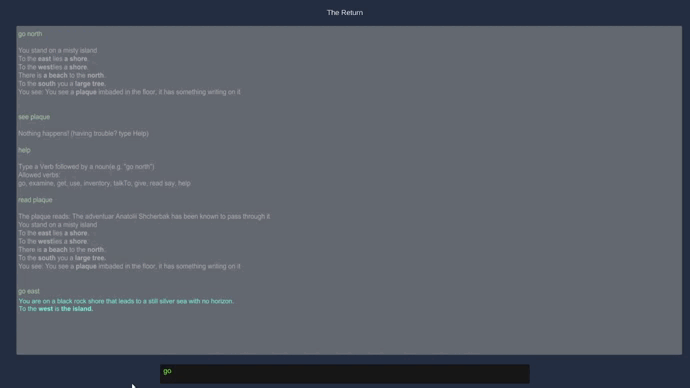 The Return
go north
You stand on a misty island
To the east lies a shore.
To the westlies a shore.
There is a beach to the north.
To the south you a large tree.
You see: You see a plaque imbaded in the floor, it has something writing on it
see plaque
Nothing happens! (having trouble? type Help)
help
Type a Verb followed by a noun(e.g. "go north")
Allowed verbs:
go, examine, get, use, inventory, talkTo, give, read say, help
read plaque
The plaque reads: The adventuar Anatolii Shcherbak has been known to pass through it
You stand on a misty island
To the east lies a shore.
To the westlies a shore.
There is a beach to the north.
To the south you a large tree.
You see: You see a plaque imbaded in the floor, it has something writing on it
go east
You are on a black rock shore that leads to a still silver sea with no horizon.
To the west is the island.
go